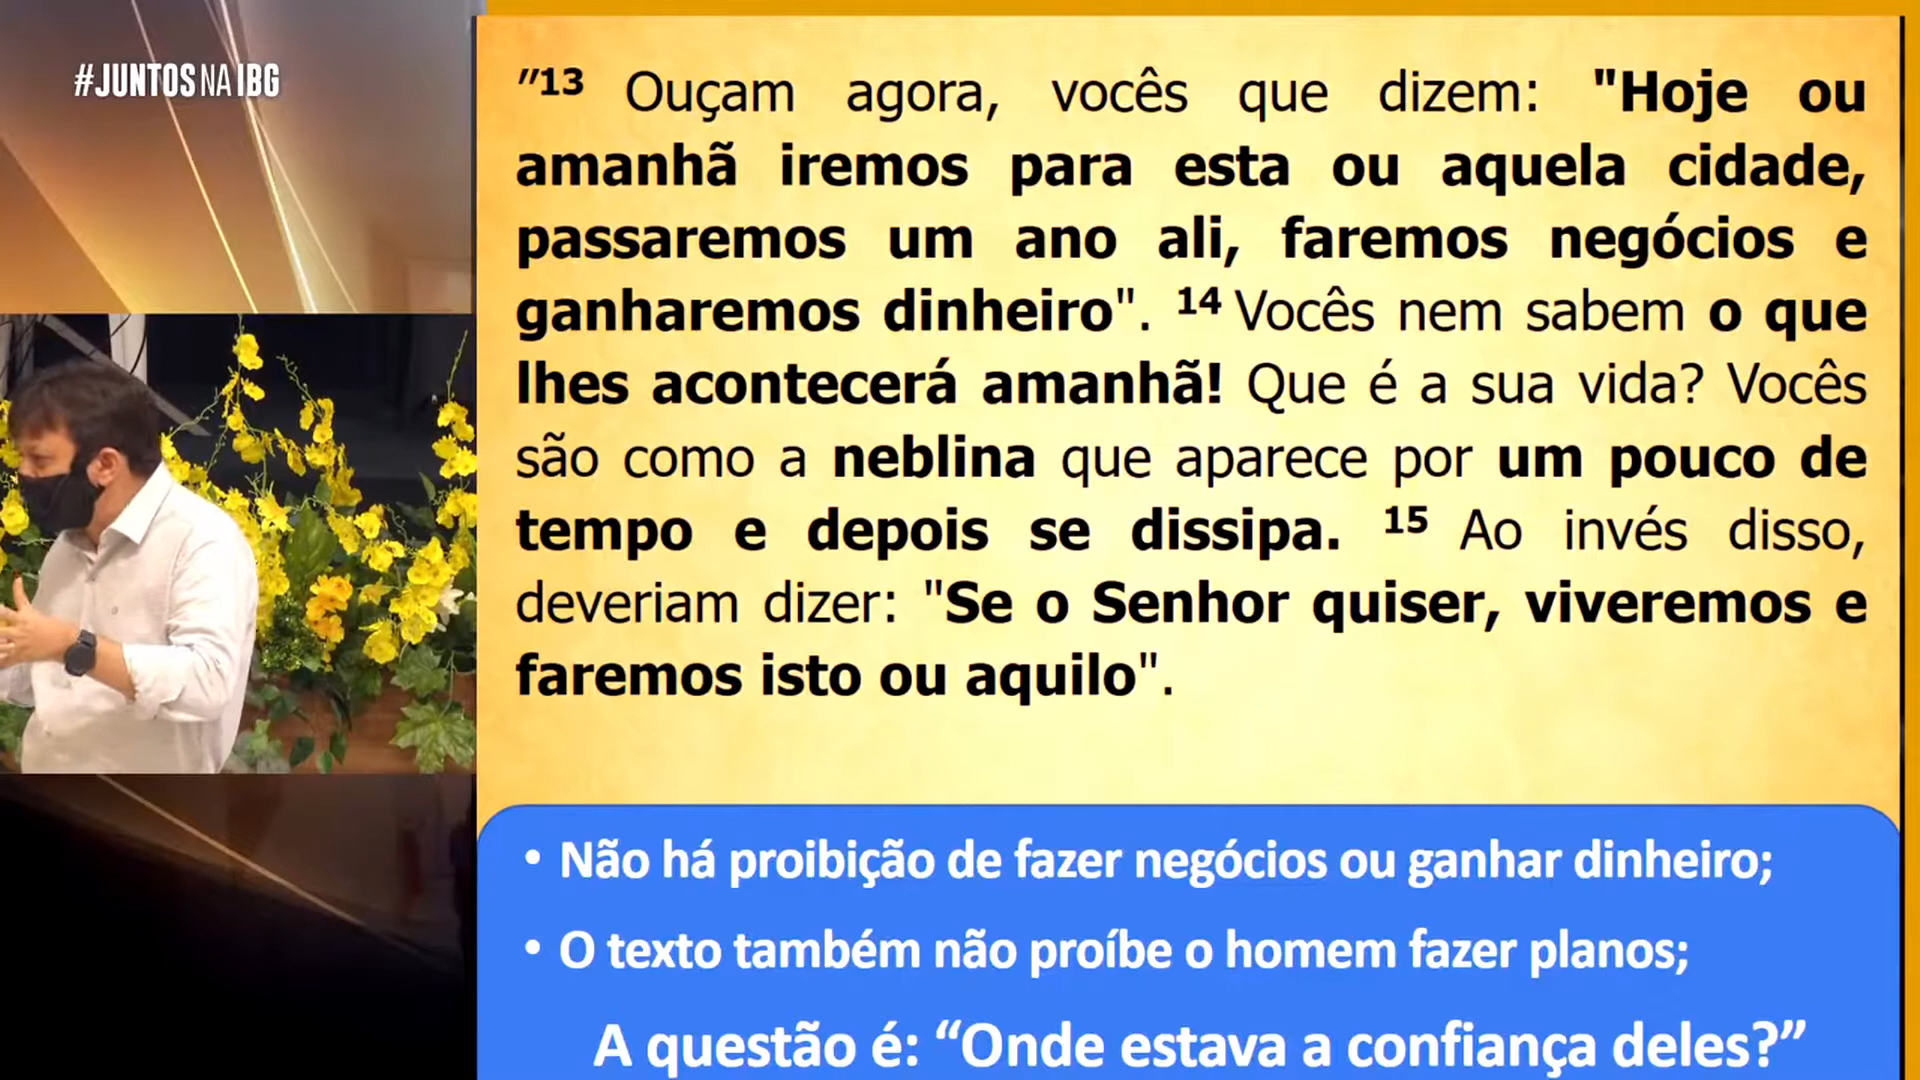 #JUNTOS NA IBG
"13 Ouçam agora, vocês que dizem: "Hoje ou
amanhã iremos para esta ou aquela cidade,
passaremos um ano ali, faremos negócios e
ganharemos dinheiro". 14 Vocês nem sabem o que
lhes acontecerá amanhã! Que é a sua vida? Vocês
são como a neblina que aparece por um pouco de
tempo e depois se dissipa. 15 Ao invés disso,
deveriam dizer: "Se o Senhor quiser, viveremos e
faremos isto ou aquilo".
• Não há proibição de fazer negócios ou ganhar dinheiro;
• O texto também não proíbe o homem fazer planos;
A questão é: “Onde estava a confiança deles?”